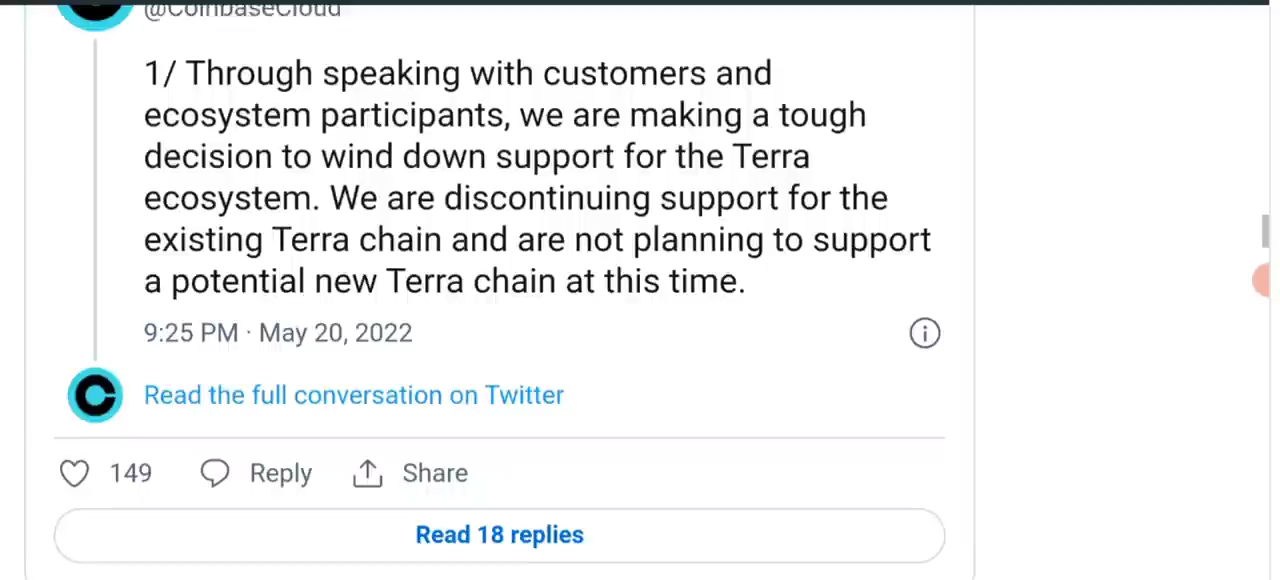 @CoinbaseCloud
1/ Through speaking with customers and
ecosystem participants, we are making a tough
decision to wind down support for the Terra
ecosystem. We are discontinuing support for the
existing Terra chain and are not planning to support
a potential new Terra chain at this time.
9:25 PM · May 20, 2022
Read the full conversation on Twitter
149 Reply Share
Read 18 replies